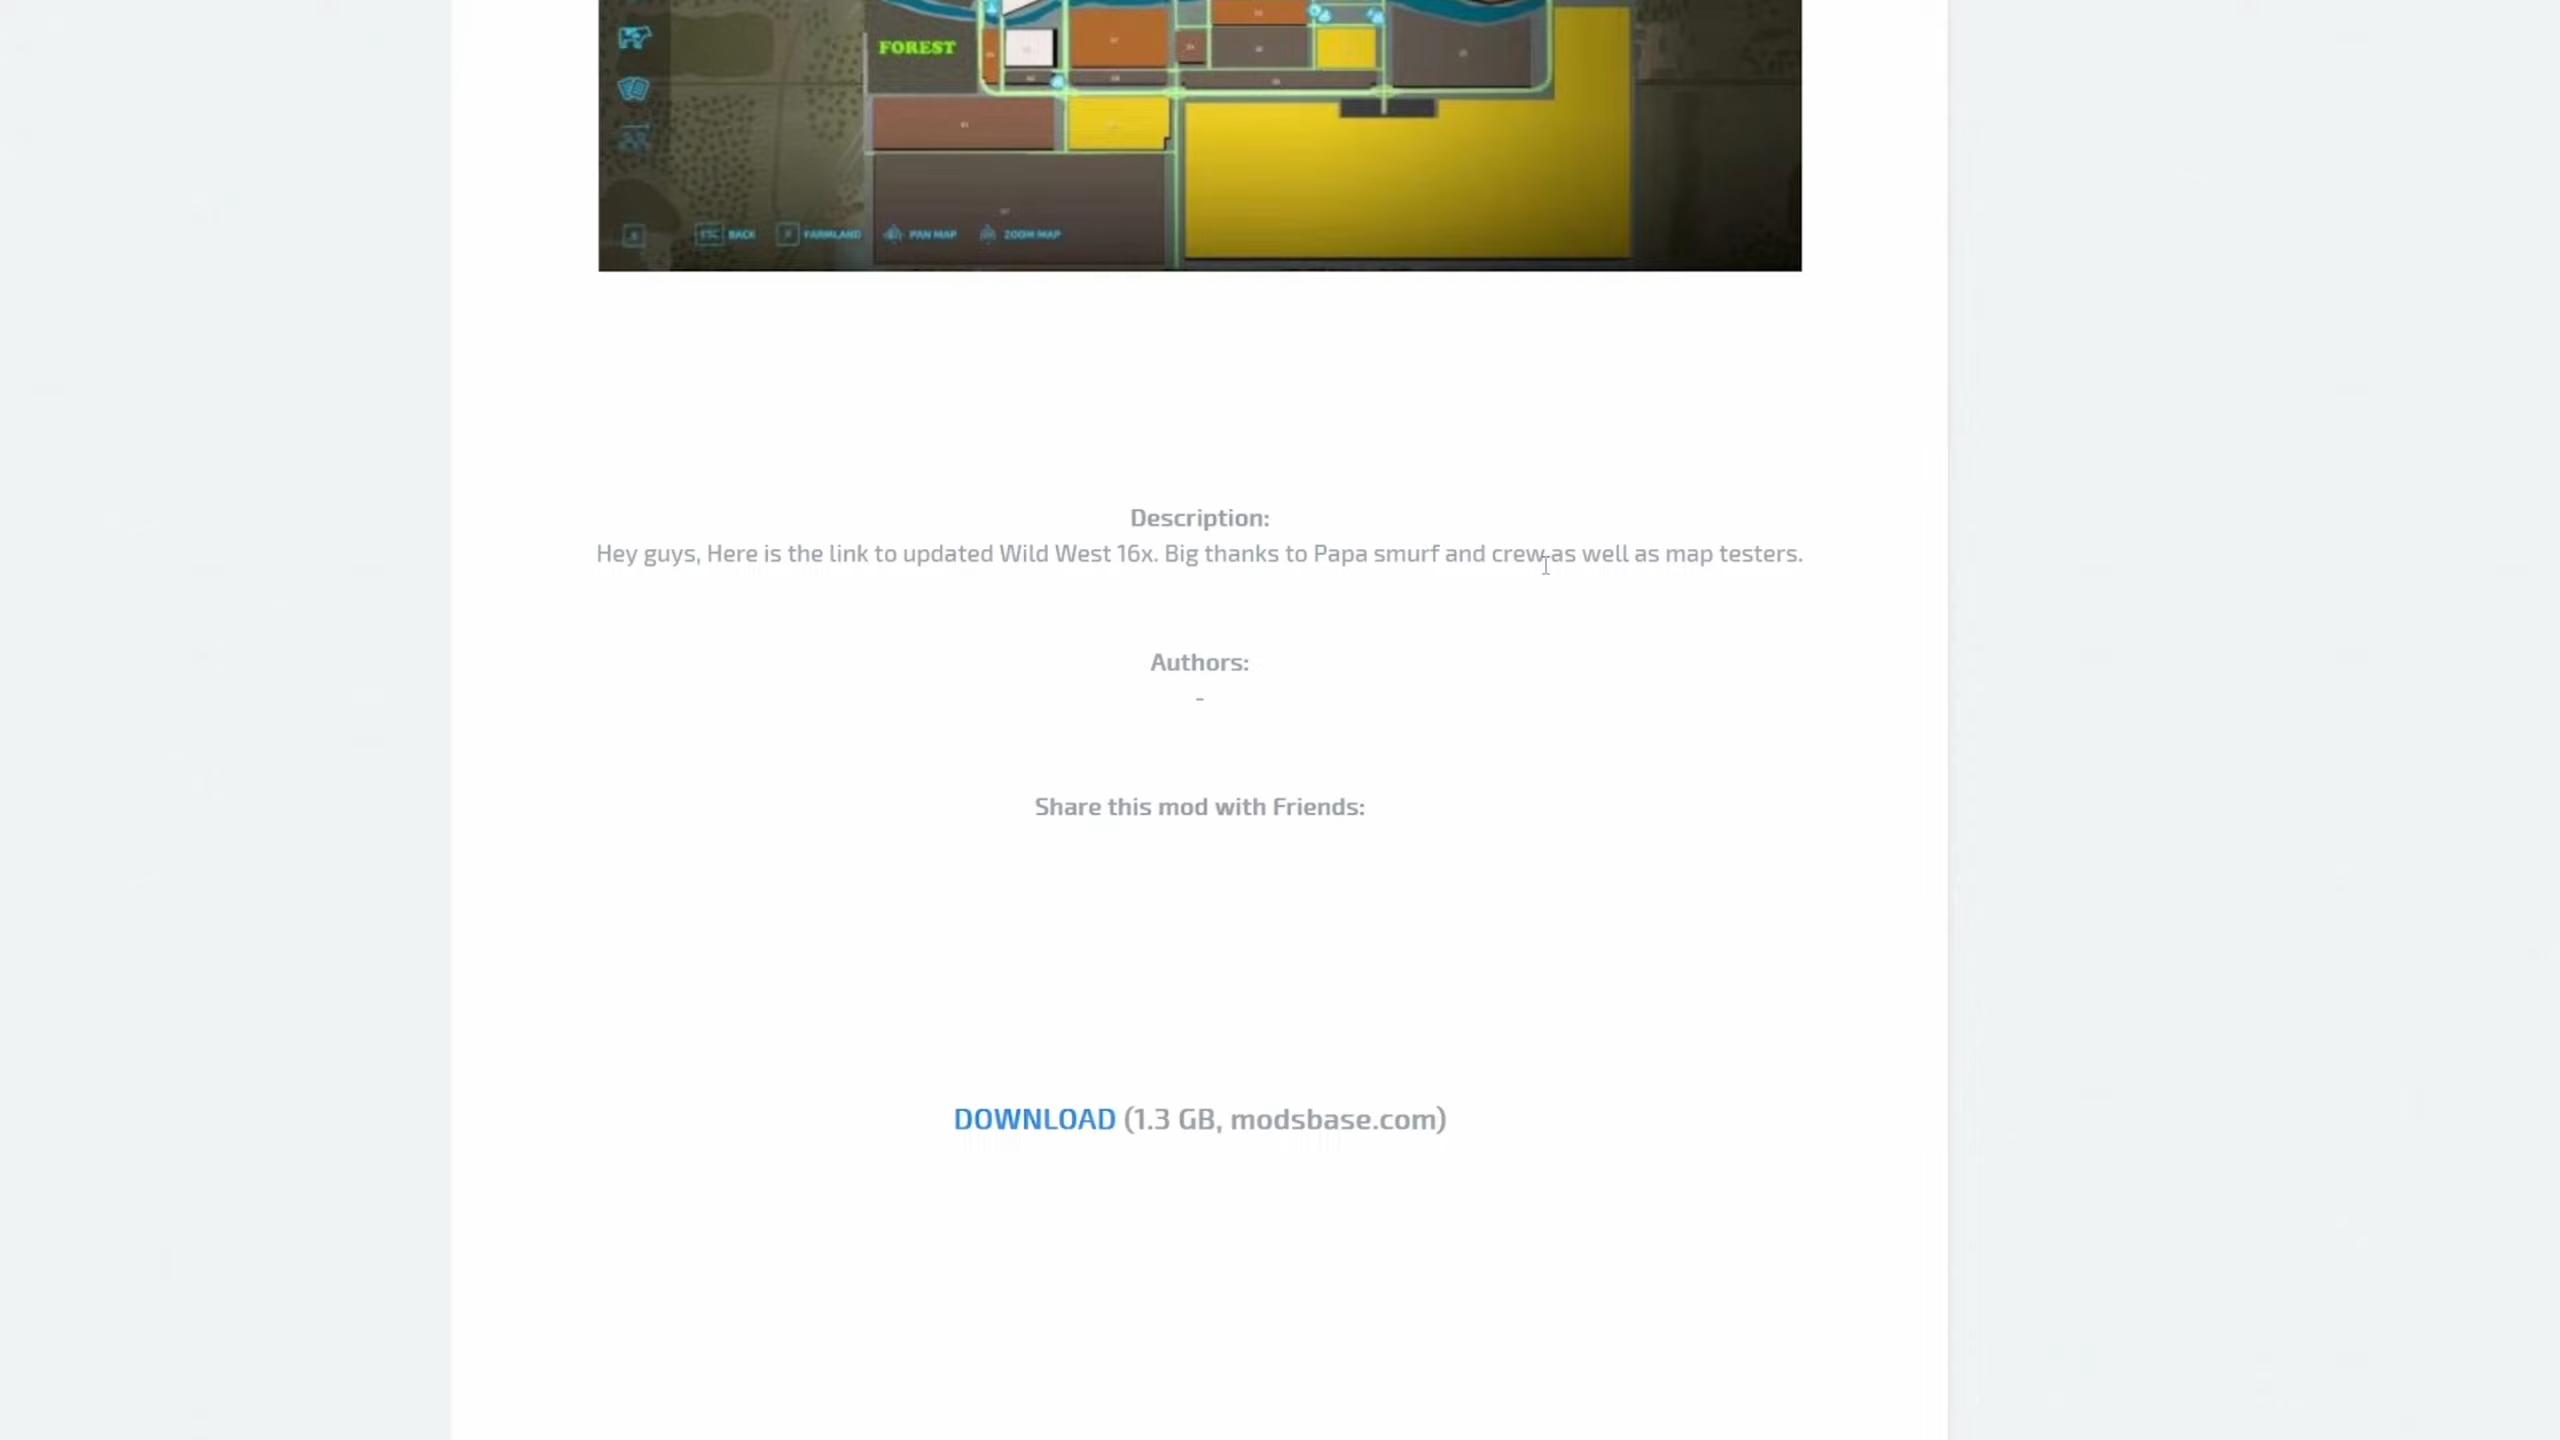 FOREST
ESC BACK FARMLAND PAN MAP ZOOM MAP
Description:
Hey guys, Here is the link to updated Wild West 16x. Big thanks to Papa smurf and crew as well as map testers.
Authors:
-
Share this mod with Friends:
DOWNLOAD (1.3 GB, modsbase.com)